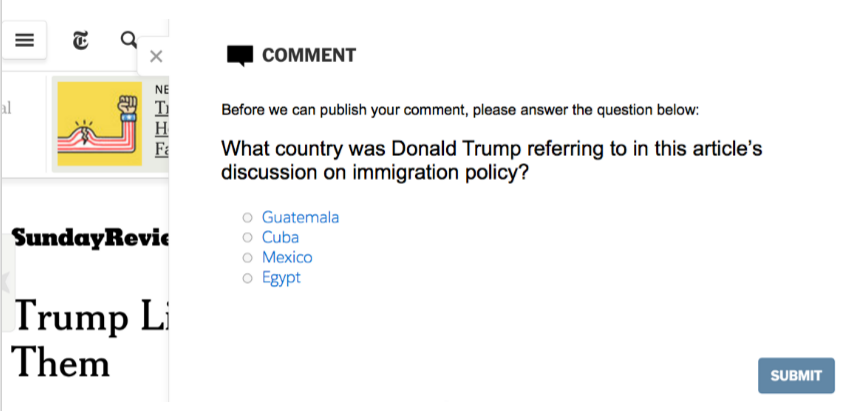 COMMENT
Before we can publish your comment, please answer the question below:
What country was Donald Trump referring to in this article's
discussion on immigration policy?
Guatemala
Cuba
Mexico
Egypt
SUBMIT
al
NE
T
H
Fa
SundayRevie
Trump Li
Them